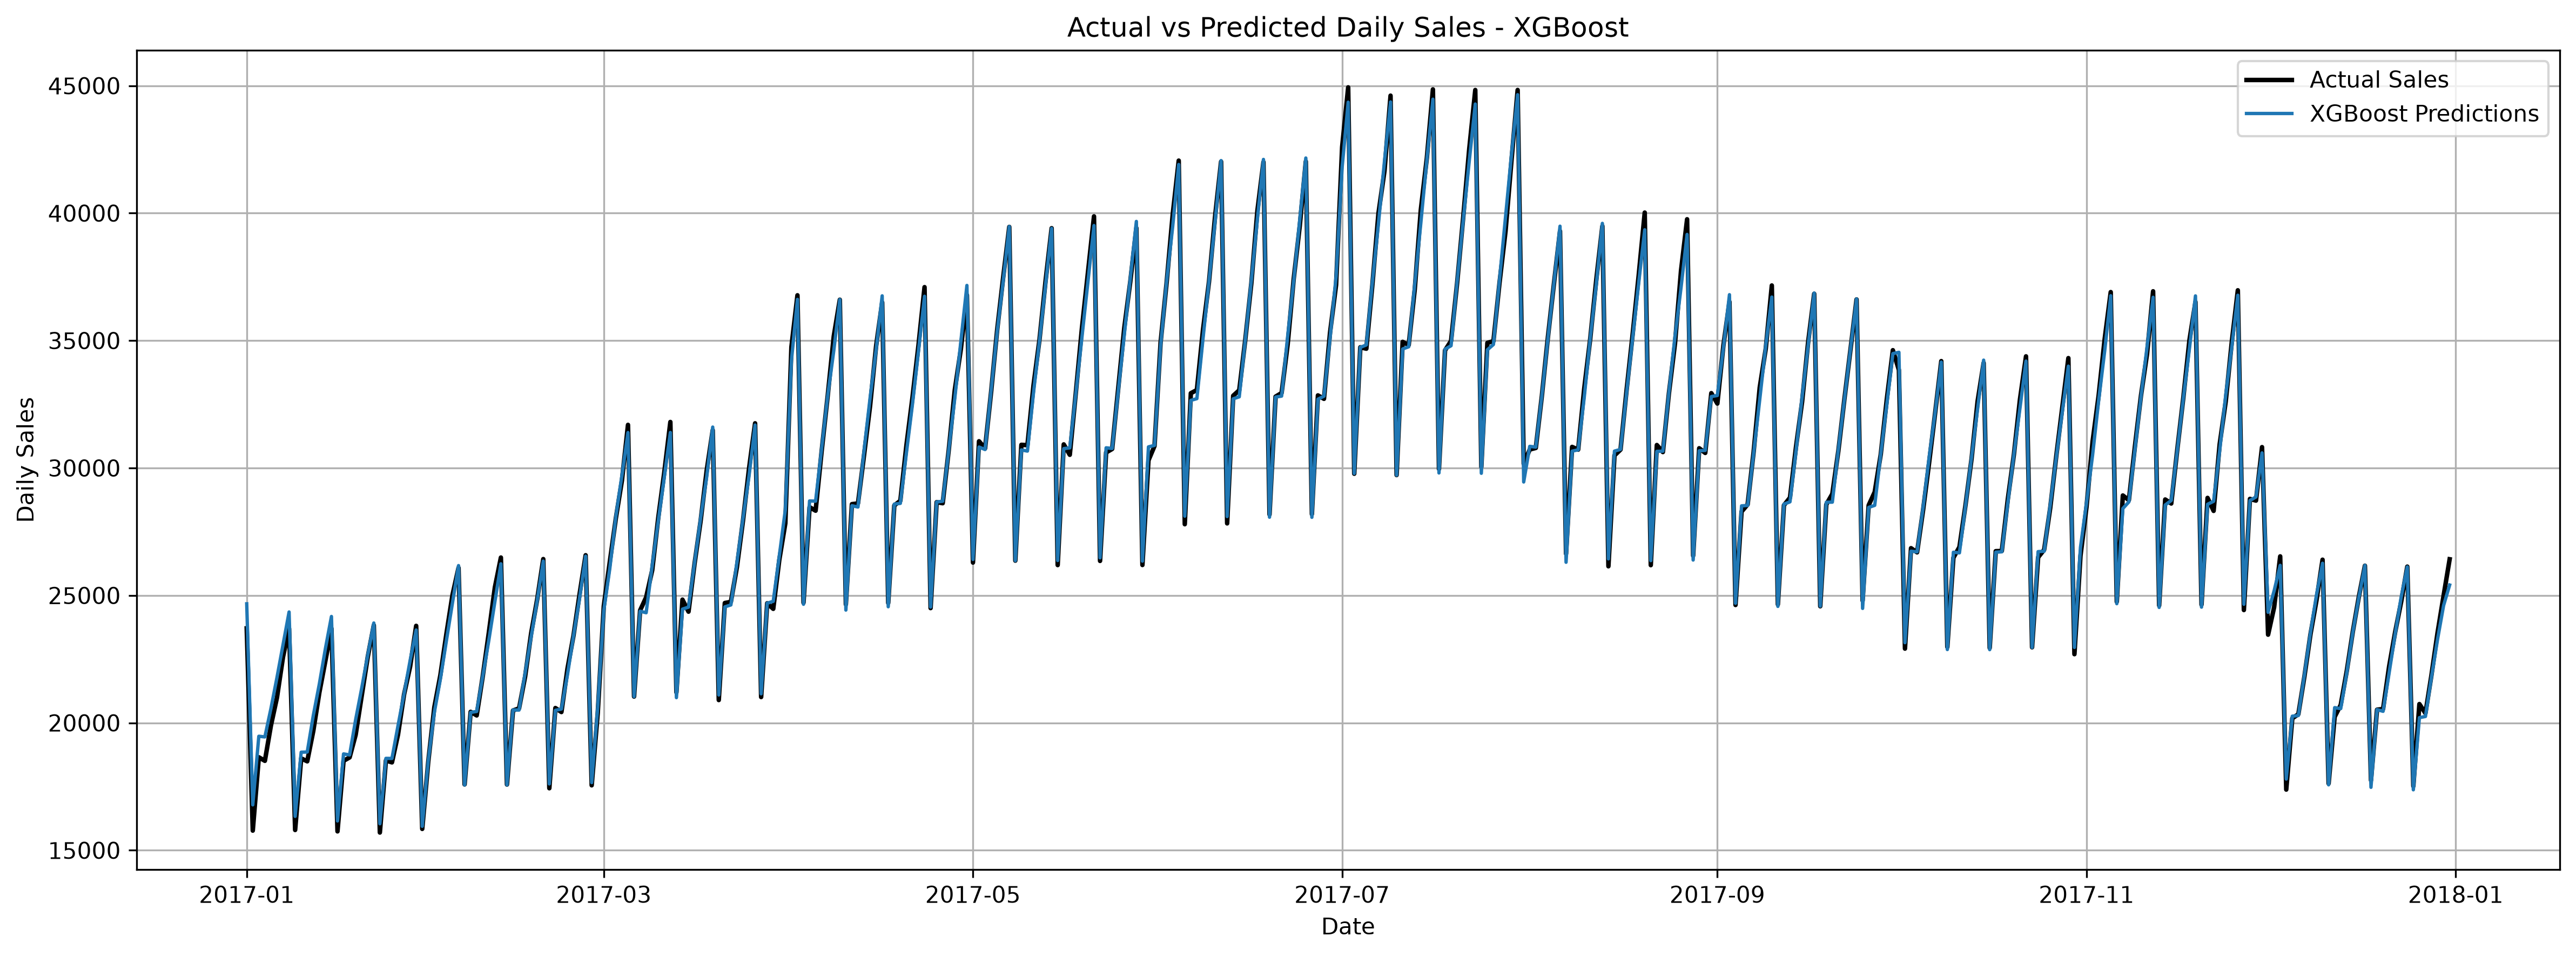 Actual vs Predicted Daily Sales - XGBoost
Actual Sales
XGBoost Predictions
Daily Sales
45000
40000
35000
30000
25000
20000
15000
2017-01
2017-03
2017-05
2017-07
2017-09
2017-11
2018-01
Date